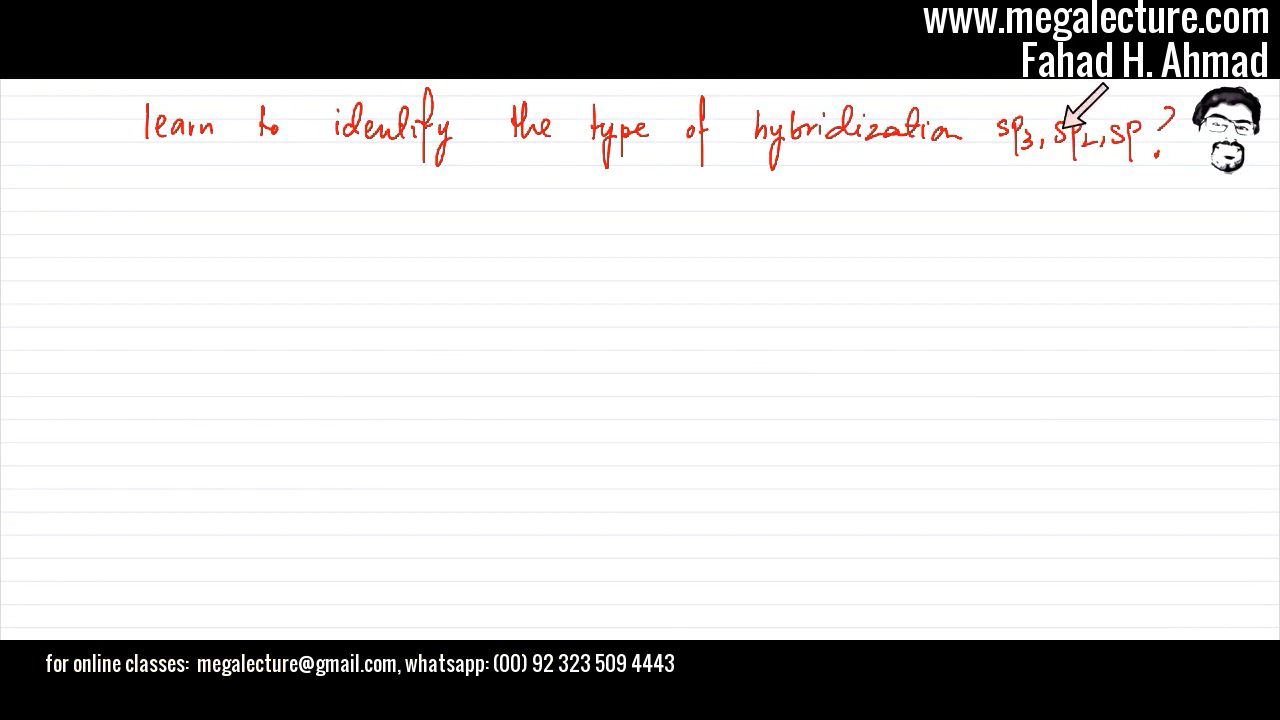 www.megalecture.com
Fahad H. Ahmad
learn to identify the type of hybridization sp3, sp2, sp?
for online classes: megalecture@gmail.com, whatsapp: (00) 92 323 509 4443